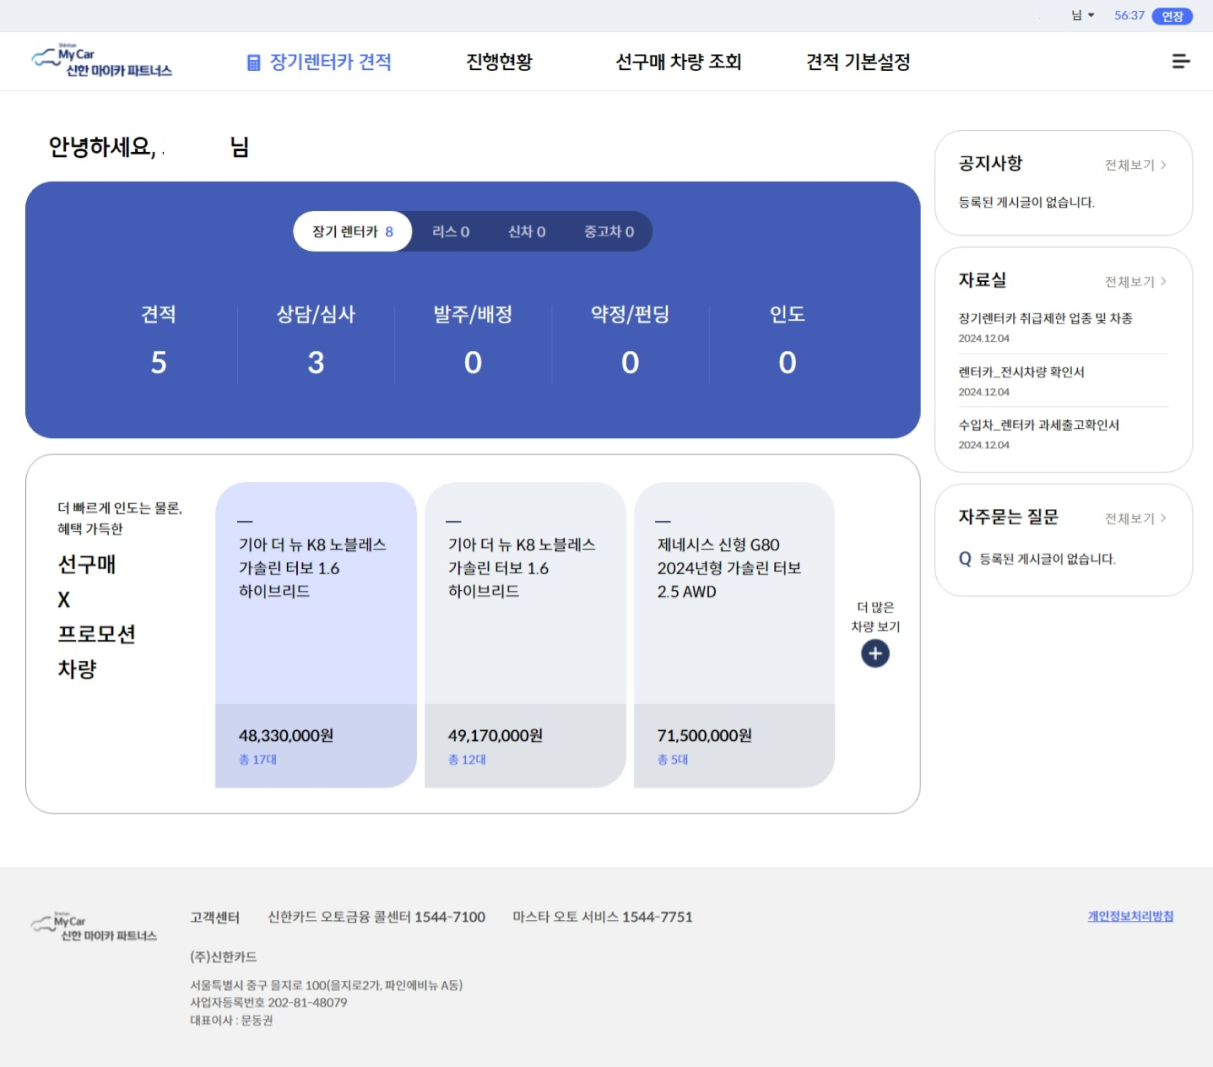 님
56:37
연장
Shinhan
My Car
신한 마이카 파트너스
장기렌터카 견적
진행현황
선구매 차량 조회
견적 기본설정
안녕하세요, 님
장기 렌터카 8
리스 0
신차 0
중고차 0
견적
5
상담/심사
3
발주/배정
0
약정/펀딩
0
인도
0
더 빠르게 인도는 물론,
혜택 가득한
선구매
X
프로모션
차량
기아 더 뉴 K8 노블레스
가솔린 터보 1.6
하이브리드
48,330,000원
총 17대
기아 더 뉴 K8 노블레스
가솔린 터보 1.6
하이브리드
49,170,000원
총 12대
제네시스 신형 G80
2024년형 가솔린 터보
2.5 AWD
71,500,000원
총 5대
더 많은
차량 보기
공지사항
전체보기
등록된 게시글이 없습니다.
자료실
전체보기
장기렌터카 취급제한 업종 및 차종
2024.12.04
렌터카_전시차량 확인서
2024.12.04
수입차_렌터카 과세출고확인서
2024.12.04
자주묻는 질문
전체보기
Q 등록된 게시글이 없습니다.
Shinhan
My Car
신한 마이카 파트너스
고객센터 신한카드 오토금융 콜센터 1544-7100 마스타 오토 서비스 1544-7751
개인정보처리방침
(주)신한카드
서울특별시 중구 을지로 100(을지로2가, 파인에비뉴 A동)
사업자등록번호 202-81-48079
대표이사 : 문동권